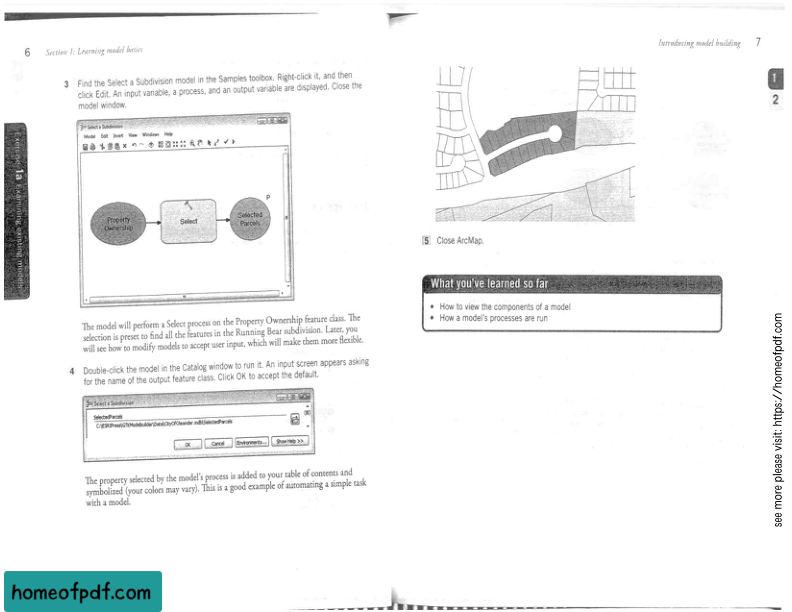 6 Section 1: Learning model basics
3 Find the Select a Subdivision model in the Samples toolbox. Right-click it, and then
click Edit. An input variable, a process, and an output variable are displayed. Close the
model window.
Exercise 1a Examining existing models
Select a Subdivision
Model Edit Insert View Windows Help
Property
Ownership
Select
P
Selected
Parcels
The model will perform a Select process on the Property Ownership feature class. The
selection is preset to find all the features in the Running Bear subdivision. Later, you
will see how to modify models to accept user input, which will make them more flexible.
4 Double-click the model in the Catalog window to run it. An input screen appears asking
for the name of the output feature class. Click OK to accept the default.
Select a Subdivision
SelectedParcels
OK Cancel Environments... Show Help >>
The property selected by the model's process is added to your table of contents and
symbolized (your colors may vary). This is a good example of automating a simple task
with a model.
Introducing model building 7
1
2
5 Close ArcMap.
What you've learned so far
• How to view the components of a model
• How a model's processes are run
see more please visit: https://homeofpdf.com
homeofpdf.com